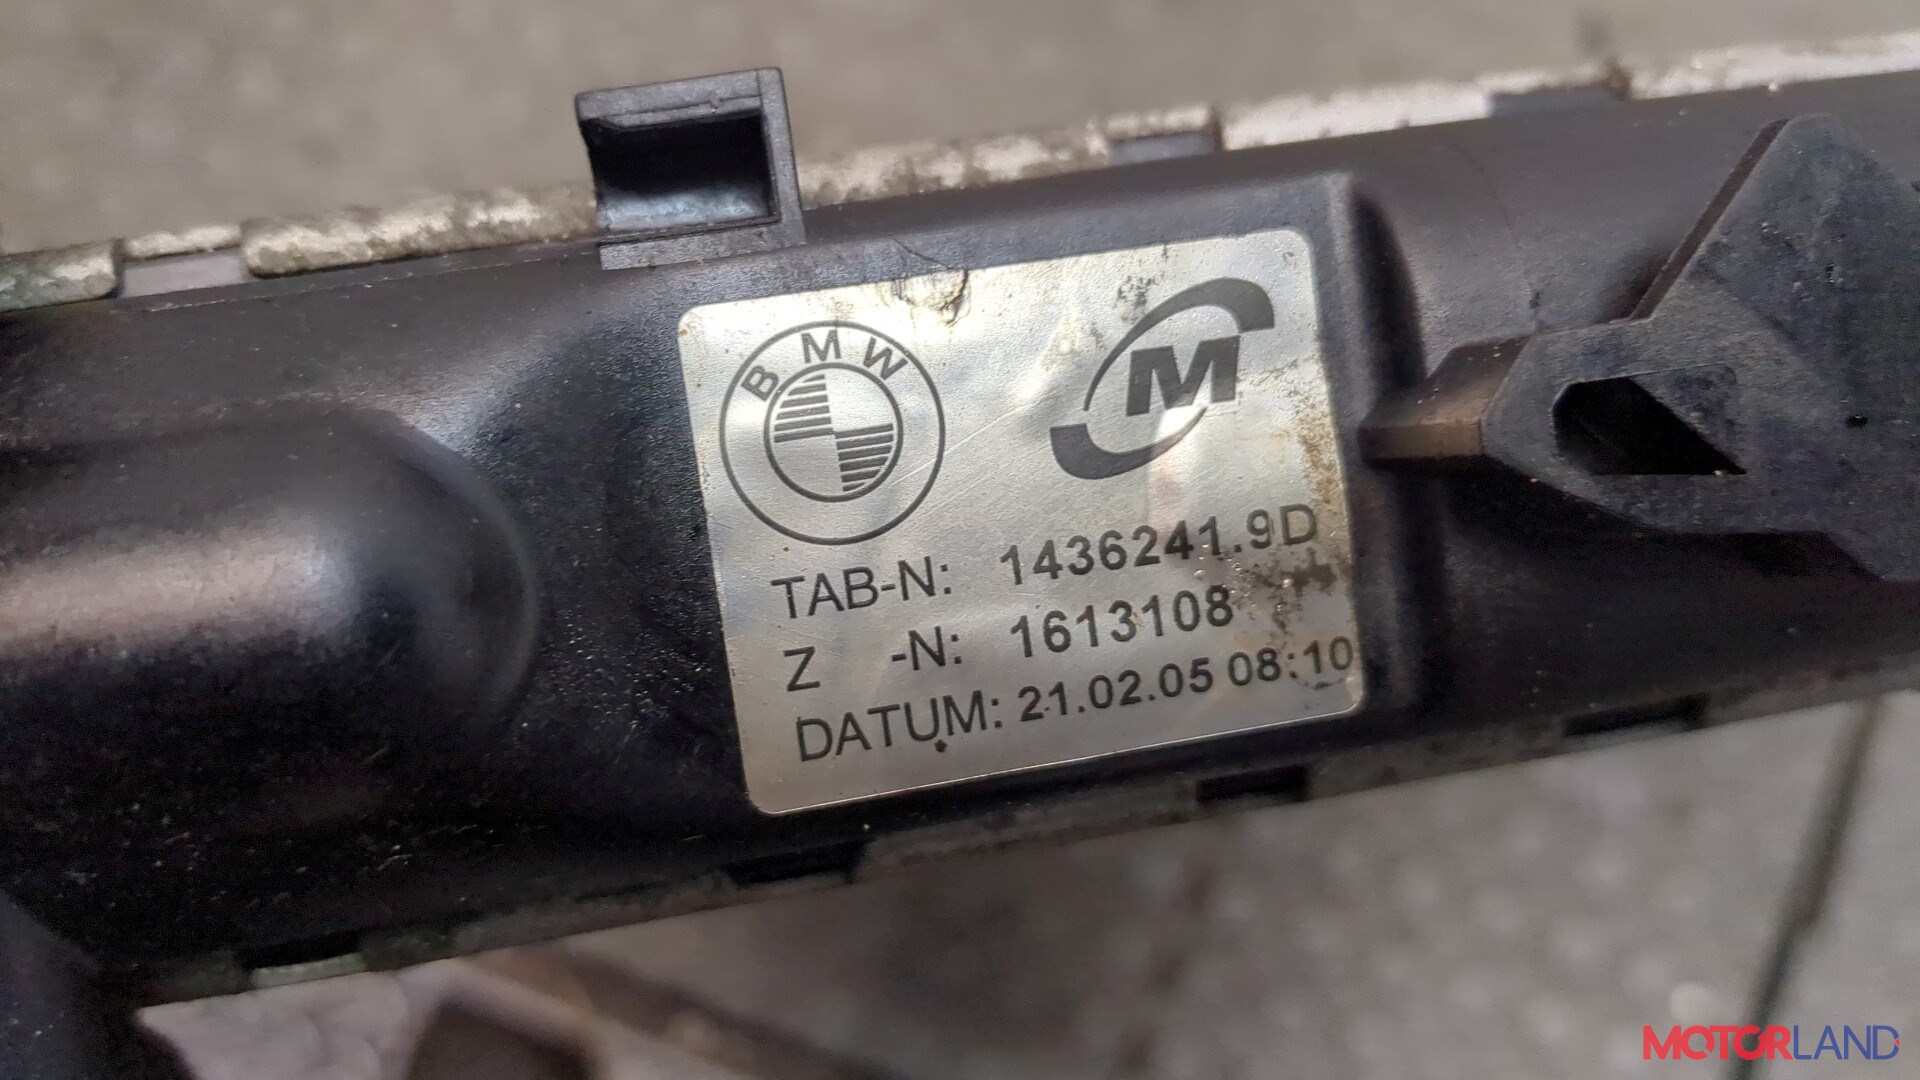 BMW
M
TAB-N: 1436241.9D
Z -N: 1613108
DATUM: 21.02.05 08:10
MOTORLAND